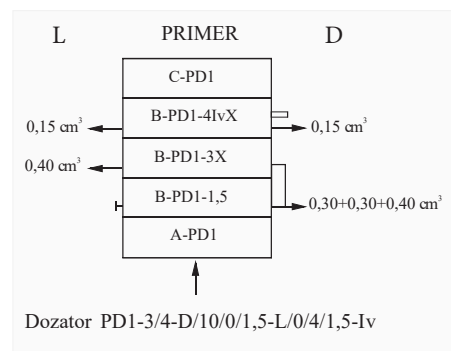 L PRIMER D
C-PD1
B-PD1-4IvX
0,15 cm³ 0,15 cm³
B-PD1-3X
0,40 cm³
B-PD1-1,5
0,30+0,30+0,40 cm³
A-PD1
Dozator PD1-3/4-D/10/0/1,5-L/0/4/1,5-Iv